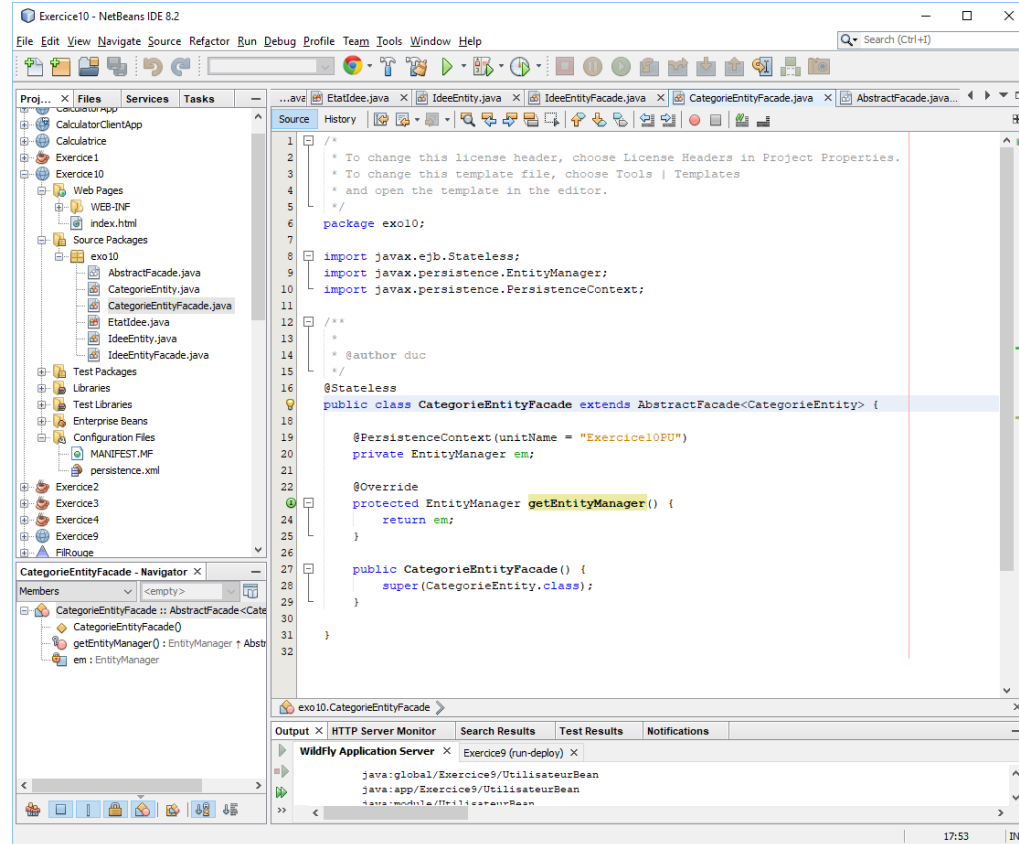 Exercice10 - NetBeans IDE 8.2
File Edit View Navigate Source Refactor Run Debug Profile Team Tools Window Help
Search (Ctrl+I)
Proj... Files Services Tasks
...ava EtatIdee.java IdeeEntity.java IdeeEntityFacade.java CategorieEntityFacade.java AbstractFacade.java...
Source History
CalculatorApp
CalculatorClientApp
Calculatrice
Exercice1
Exercice10
Web Pages
WEB-INF
index.html
Source Packages
exo10
AbstractFacade.java
CategorieEntity.java
CategorieEntityFacade.java
EtatIdee.java
IdeeEntity.java
IdeeEntityFacade.java
Test Packages
Libraries
Test Libraries
Enterprise Beans
Configuration Files
MANIFEST.MF
persistence.xml
Exercice2
Exercice3
Exercice4
Exercice9
FilRouge
1 /*
2 * To change this license header, choose License Headers in Project Properties.
3 * To change this template file, choose Tools | Templates
4 * and open the template in the editor.
5 */
6 package exo10;
7
8 import javax.ejb.Stateless;
9 import javax.persistence.EntityManager;
10 import javax.persistence.PersistenceContext;
11
12 /**
13 *
14 * @author duc
15 */
16 @Stateless
public class CategorieEntityFacade extends AbstractFacade<CategorieEntity> {
18
19 @PersistenceContext(unitName = "Exercice10PU")
20 private EntityManager em;
21
22 @Override
protected EntityManager getEntityManager() {
24 return em;
25 }
26
27 public CategorieEntityFacade() {
28 super(CategorieEntity.class);
29 }
30
31 }
32
CategorieEntityFacade - Navigator
Members <empty>
CategorieEntityFacade :: AbstractFacade<Cate
CategorieEntityFacade()
getEntityManager() : EntityManager ↑ Abstr
em : EntityManager
exo10.CategorieEntityFacade
Output HTTP Server Monitor Search Results Test Results Notifications
WildFly Application Server Exercice9 (run-deploy)
java:global/Exercice9/UtilisateurBean
java:app/Exercice9/UtilisateurBean
java:module/UtilisateurBean
17:53 IN